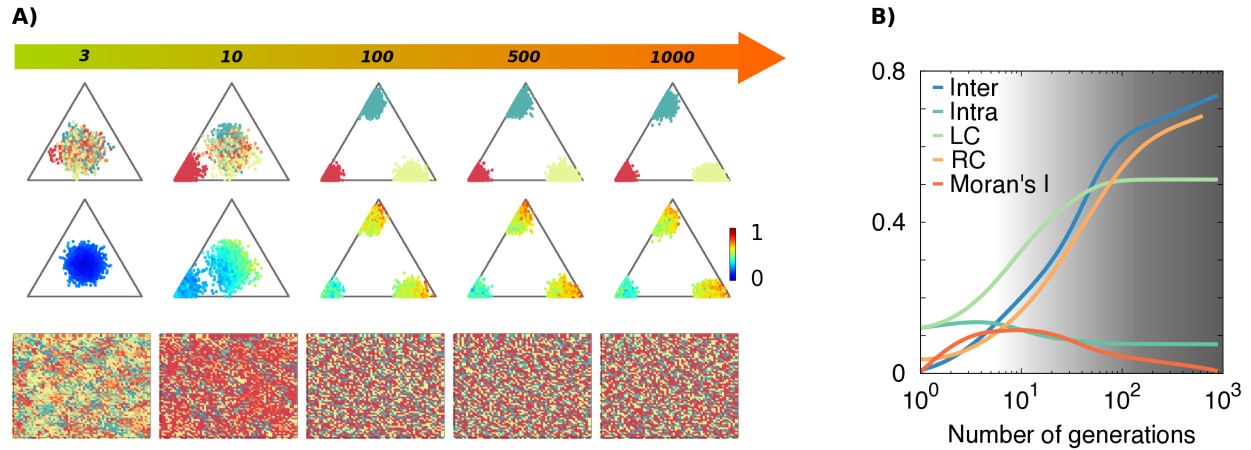 A)
3 10 100 500 1000
1
0
B)
0.8
Inter
Intra
LC
RC
Moran's I
0.4
0
10^0 10^1 10^2 10^3
Number of generations